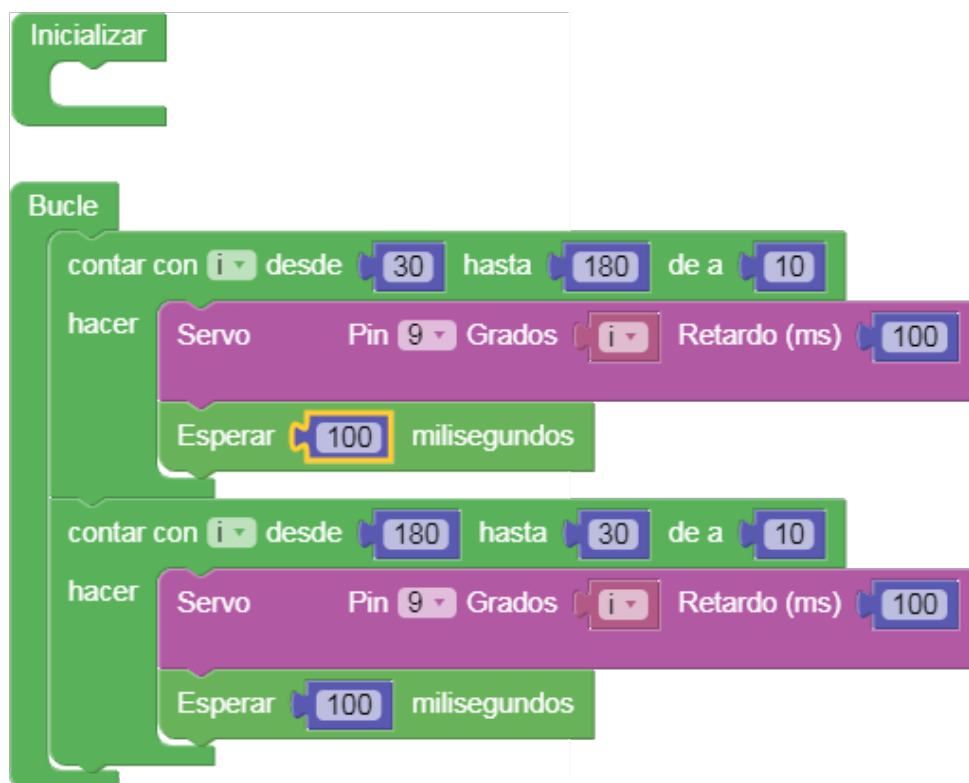 Inicializar
Bucle
contar con i desde 30 hasta 180 de a 10
hacer
Servo Pin 9 Grados i Retardo (ms) 100
Esperar 100 milisegundos
contar con i desde 180 hasta 30 de a 10
hacer
Servo Pin 9 Grados i Retardo (ms) 100
Esperar 100 milisegundos